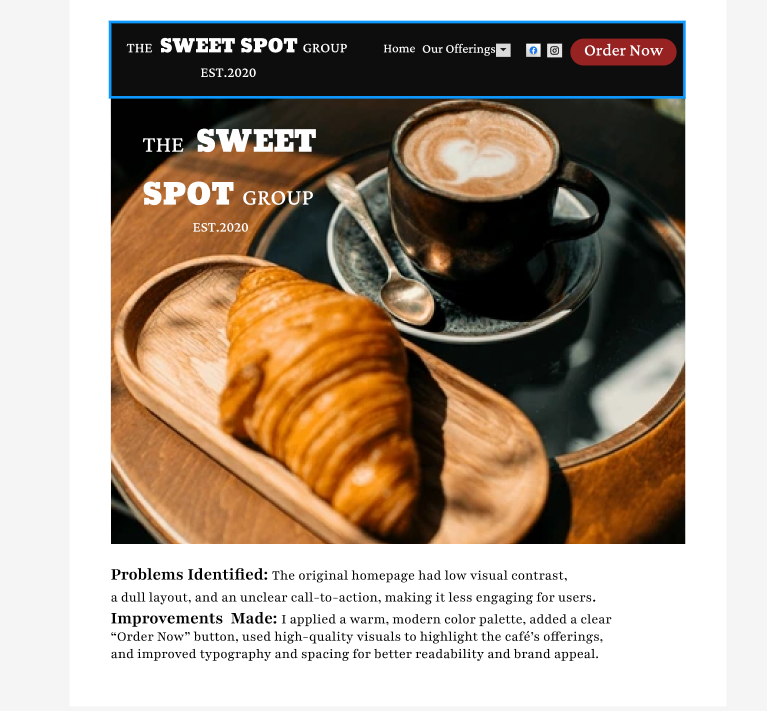 THE SWEET SPOT GROUP Home Our Offerings Order Now
EST.2020
THE SWEET
SPOT GROUP
EST.2020
Problems Identified: The original homepage had low visual contrast,
a dull layout, and an unclear call-to-action, making it less engaging for users.
Improvements Made: I applied a warm, modern color palette, added a clear
“Order Now” button, used high-quality visuals to highlight the café’s offerings,
and improved typography and spacing for better readability and brand appeal.